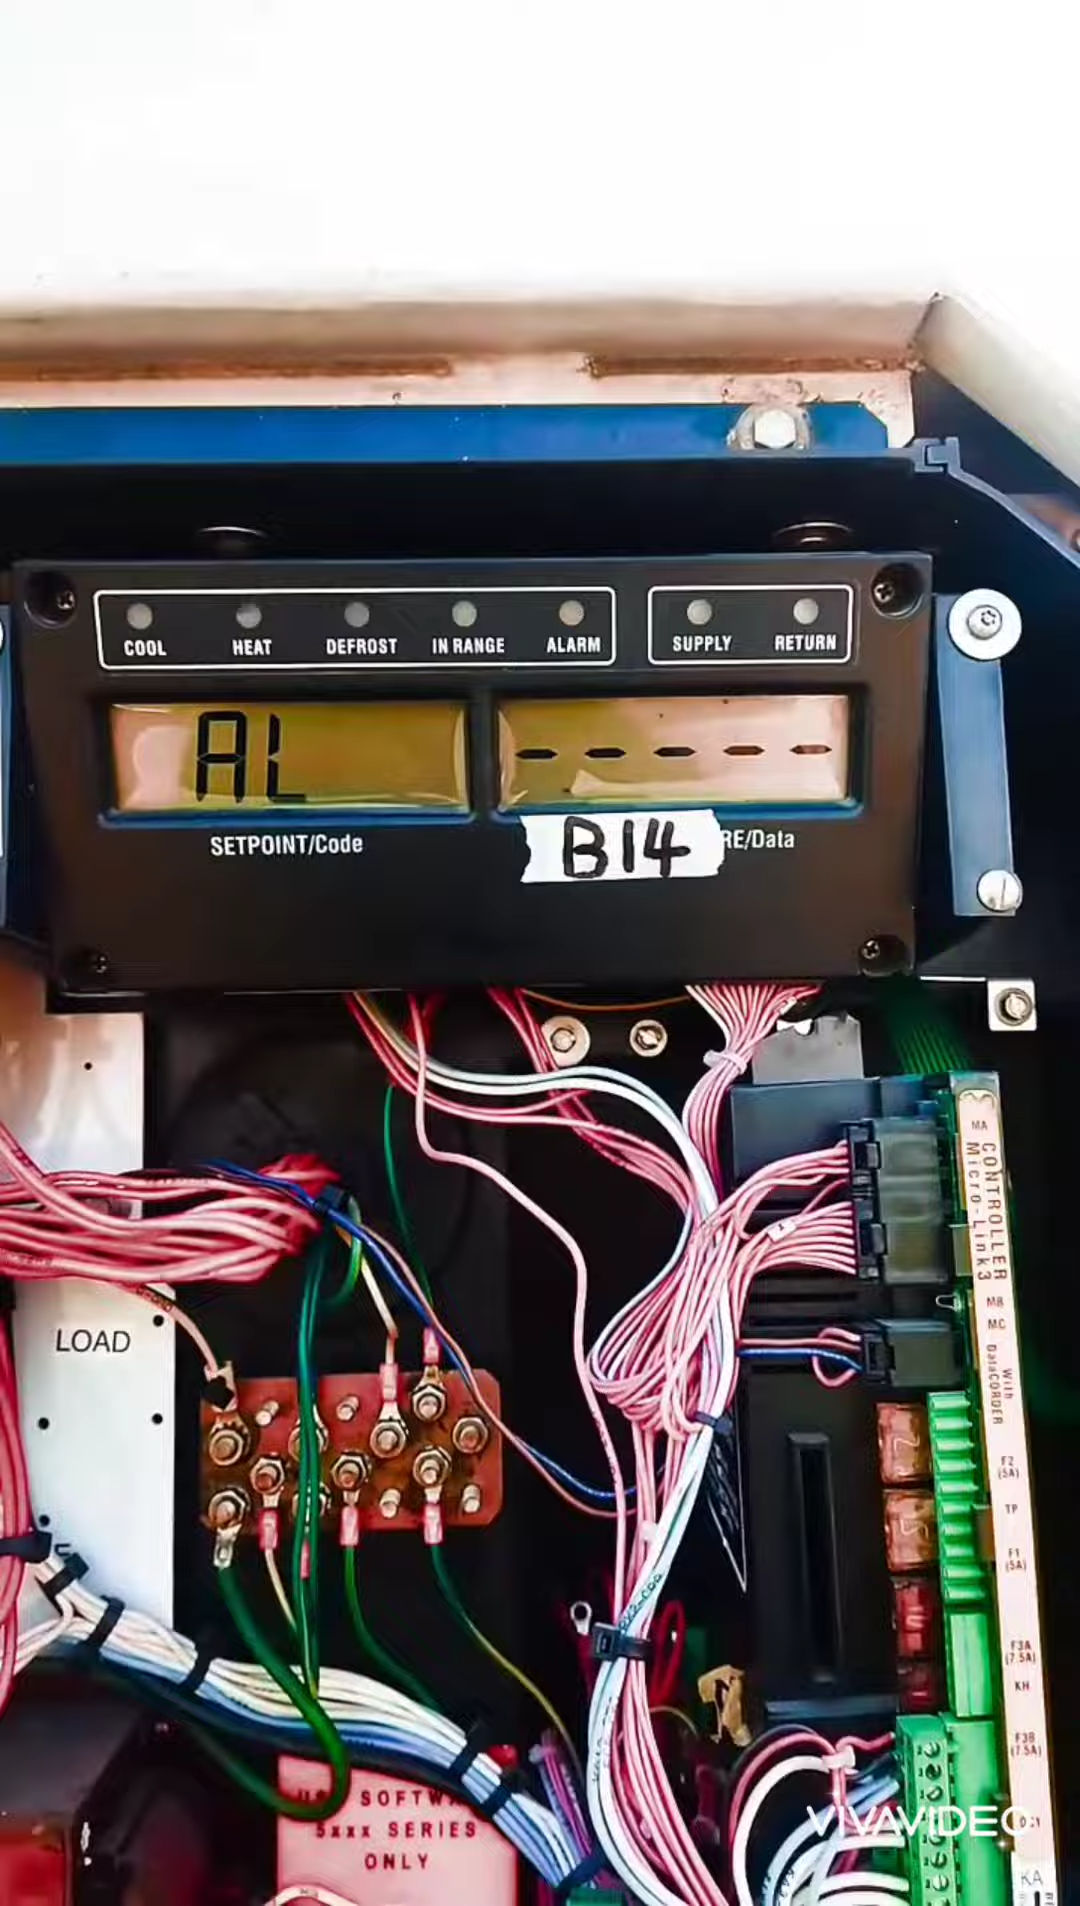 COOL HEAT DEFROST IN RANGE ALARM SUPPLY RETURN
AL - - - - -
SETPOINT/Code RE/Data
B14
MA
CONTROLLER
Micro-Link3
MB
MC
With
DataCORDER
LOAD
F2
(5A)
TP
F1
(5A)
F3A
(7.5A)
KH
F3B
(7.5A)
SOFTWA
5xxx SERIES
ONLY
VIVAVIDEO
KA